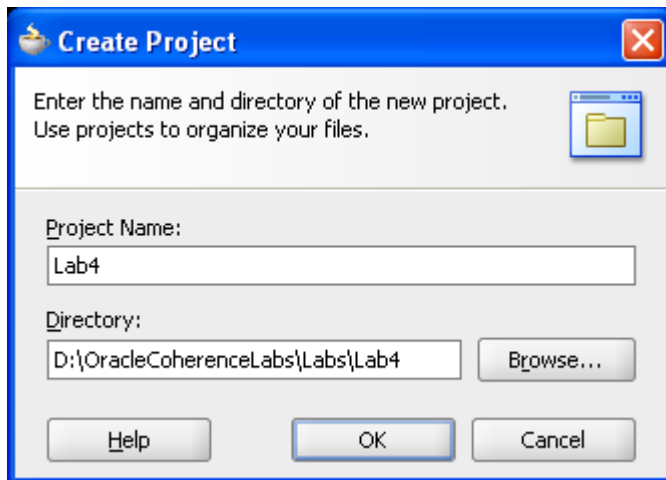 Create Project
Enter the name and directory of the new project.
Use projects to organize your files.
Project Name:
Lab4
Directory:
D:\OracleCoherenceLabs\Labs\Lab4
Browse...
Help
OK
Cancel